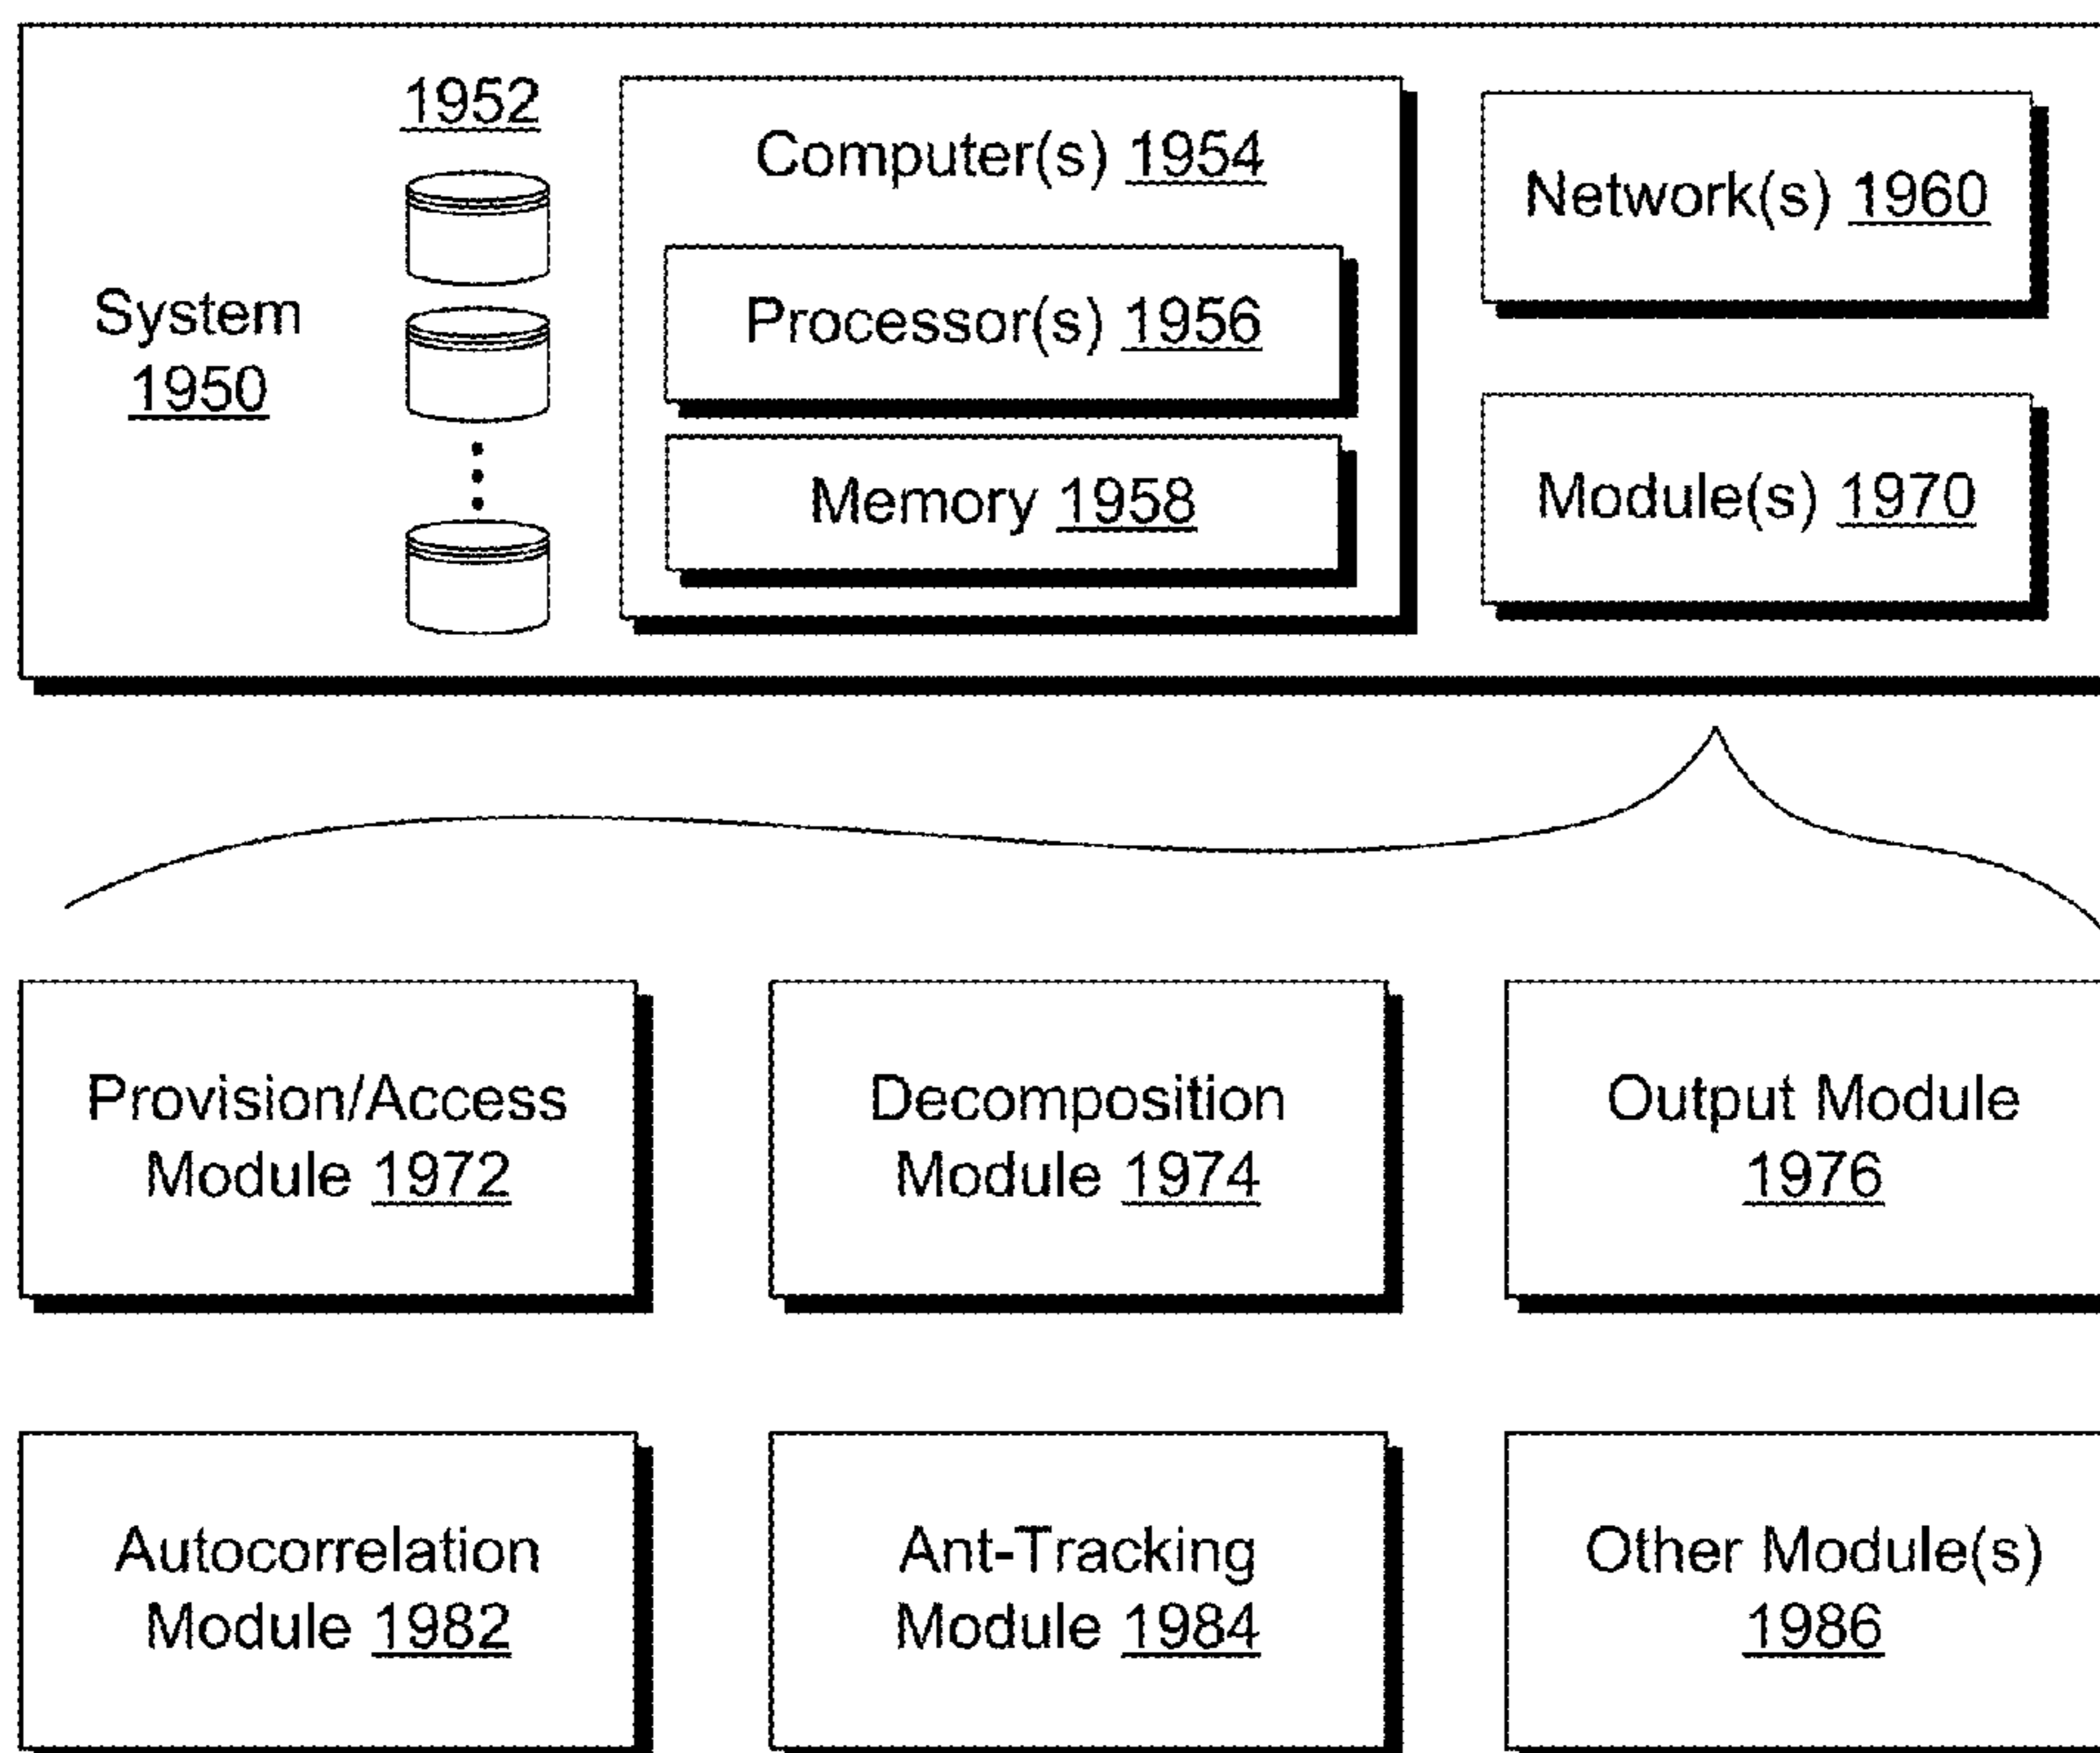 System
1950
1952
Computer(s) 1954
Processor(s) 1956
Memory 1958
Network(s) 1960
Module(s) 1970
Provision/Access
Module 1972
Decomposition
Module 1974
Output Module
1976
Autocorrelation
Module 1982
Ant-Tracking
Module 1984
Other Module(s)
1986